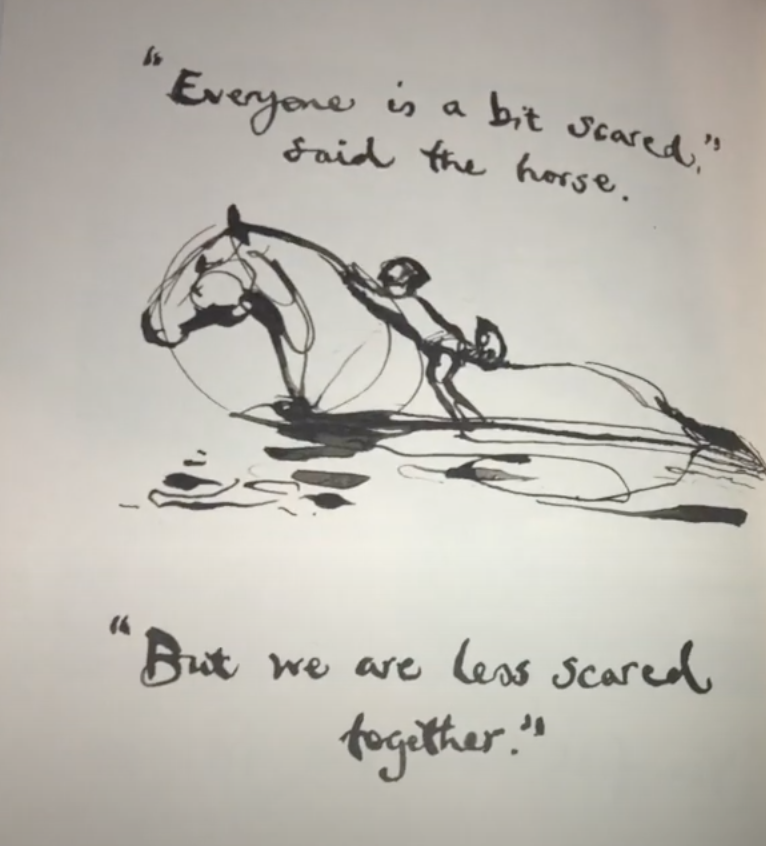 "Everyone is a bit scared,"
said the horse.
"But we are less scared
together."